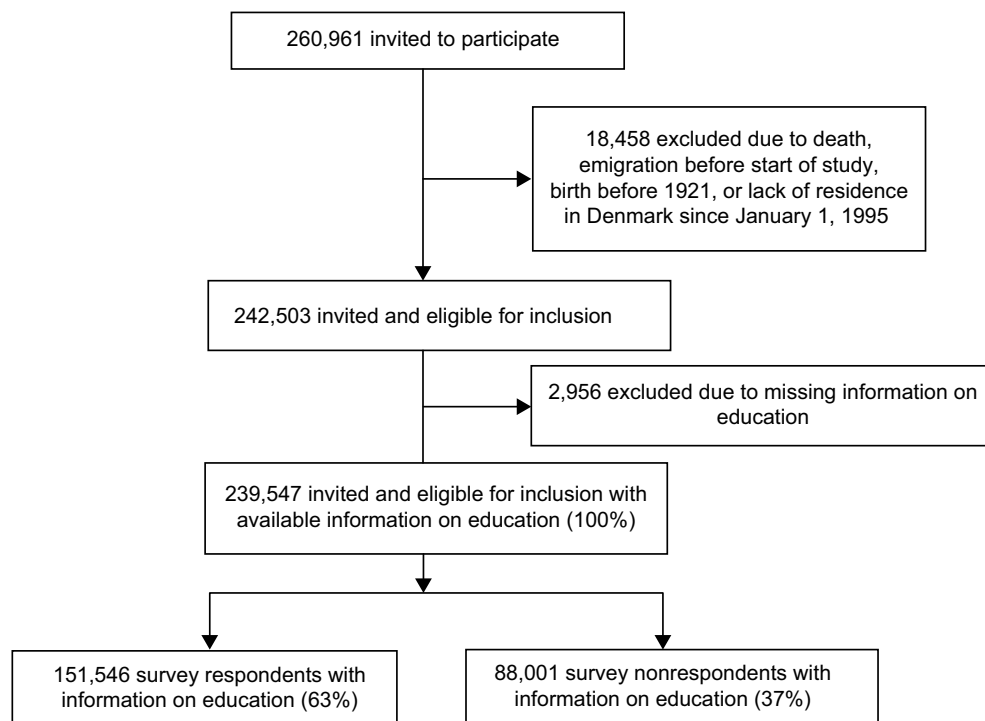 260,961 invited to participate
18,458 excluded due to death,
emigration before start of study,
birth before 1921, or lack of residence
in Denmark since January 1, 1995
242,503 invited and eligible for inclusion
2,956 excluded due to missing information on
education
239,547 invited and eligible for inclusion with
available information on education (100%)
151,546 survey respondents with
information on education (63%)
88,001 survey nonrespondents with
information on education (37%)